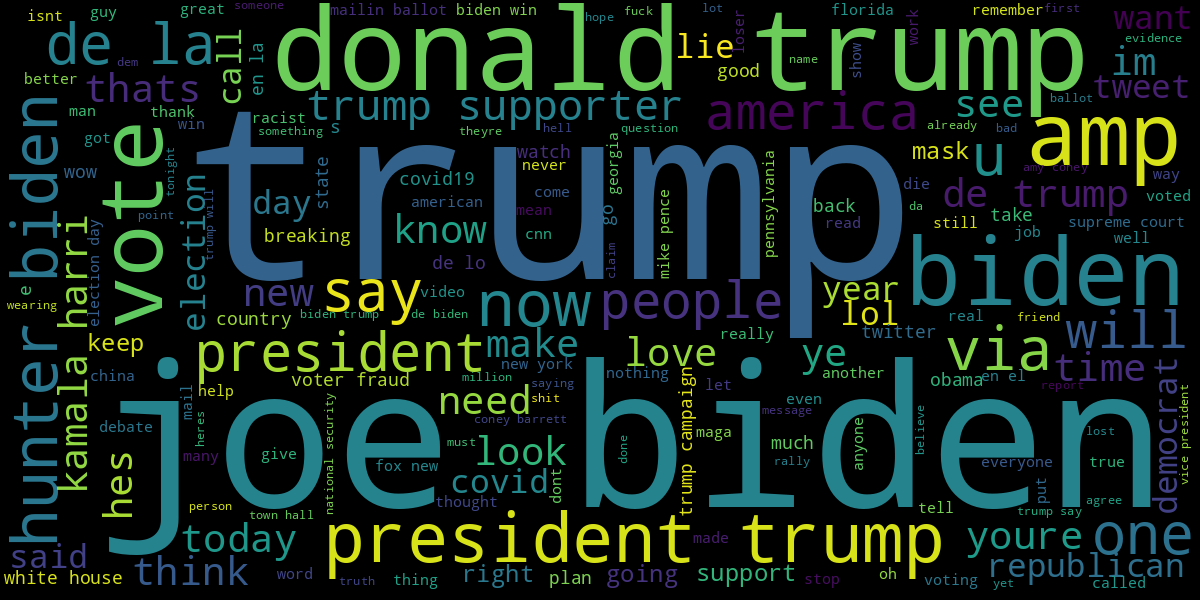 isnt
guy
great
someone
mailin ballot
biden win
hope
fuck
lot
florida
remember
first
want
de la
call
en la
donald trump
lie
loser
good
name
show
work
evidence
im
dem
better
thats
man
thank
trump supporter
america
see
tweet
ballot
got
win
racist
something
s
theyre
hell
question
already
bad
amp
vote
tonight
trump
watch
never
georgia
mask
u
amy coney
way
wow
hunter biden
election
state
covid19
american
come
die
de trump
voted
point
trump will
day
mean
go
mike pence
pennsylvania
back
read
da
still
take
supreme court
job
well
election day
breaking
know
cnn
claim
de lo
biden
e
wearing
kamala harri
new
say
video
now
people
year
lol
real
friend
will
country
biden trump
de biden
really
twitter
keep
president
make
love
ye
via
time
china
voter fraud
new york
nothing
another
obama
en el
report
help
million
saying
shit
let
even
mail
joe biden
need
coney barrett
message
democrat
vice president
debate
heres
national security
must
look
done
trump campaign
maga
much
anyone
believe
lost
hes
many
give
fox new
covid
dont
rally
everyone
true
put
person
town hall
thought
tell
agree
trump say
said
today
president trump
made
youre
one
white house
think
word
truth
thing
right
plan
going
support
stop
oh
voting
yet
republican
called